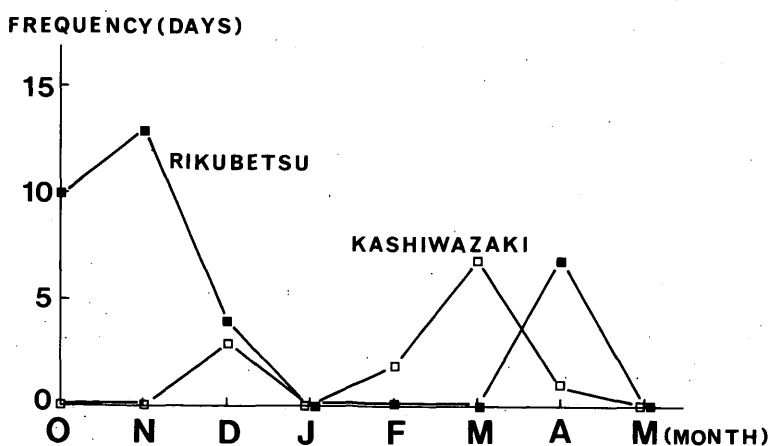 FREQUENCY(DAYS)
15
RIKUBETSU
10
KASHIWAZAKI
5
0
O N D J F M A M (MONTH)